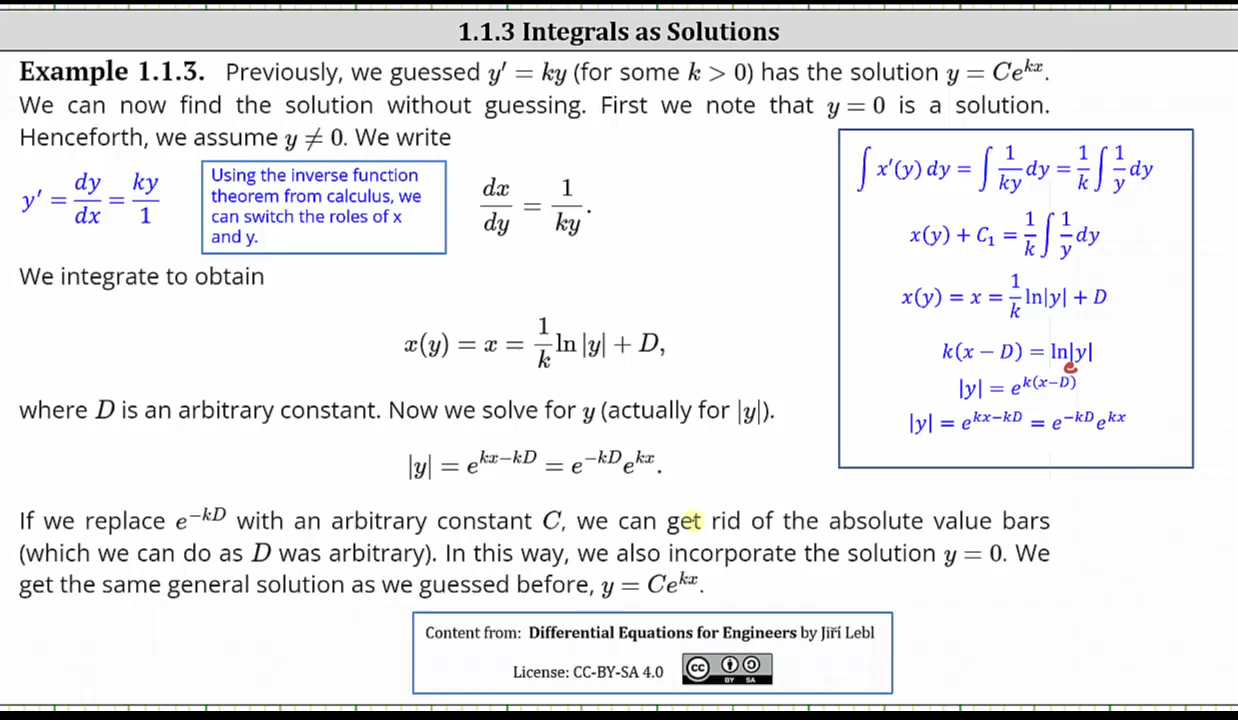 1.1.3 Integrals as Solutions
Example 1.1.3. Previously, we guessed y′ = ky (for some k > 0) has the solution y = Ce^{kx}.
We can now find the solution without guessing. First we note that y = 0 is a solution.
Henceforth, we assume y ≠ 0. We write
y′ = dy/dx = ky/1
Using the inverse function
theorem from calculus, we
can switch the roles of x
and y.
dx/dy = 1/ky.
We integrate to obtain
x(y) = x = 1/k ln |y| + D,
where D is an arbitrary constant. Now we solve for y (actually for |y|).
|y| = e^{kx−kD} = e^{−kD}e^{kx}.
If we replace e^{−kD} with an arbitrary constant C, we can get rid of the absolute value bars
(which we can do as D was arbitrary). In this way, we also incorporate the solution y = 0. We
get the same general solution as we guessed before, y = Ce^{kx}.
∫ x′(y) dy = ∫ 1/ky dy = 1/k ∫ 1/y dy
x(y) + C₁ = 1/k ∫ 1/y dy
x(y) = x = 1/k ln|y| + D
k(x − D) = ln|y|
e
|y| = e^{k(x−D)}
|y| = e^{kx−kD} = e^{−kD}e^{kx}
Content from: Differential Equations for Engineers by Jiří Lebl
License: CC-BY-SA 4.0
cc
BY SA